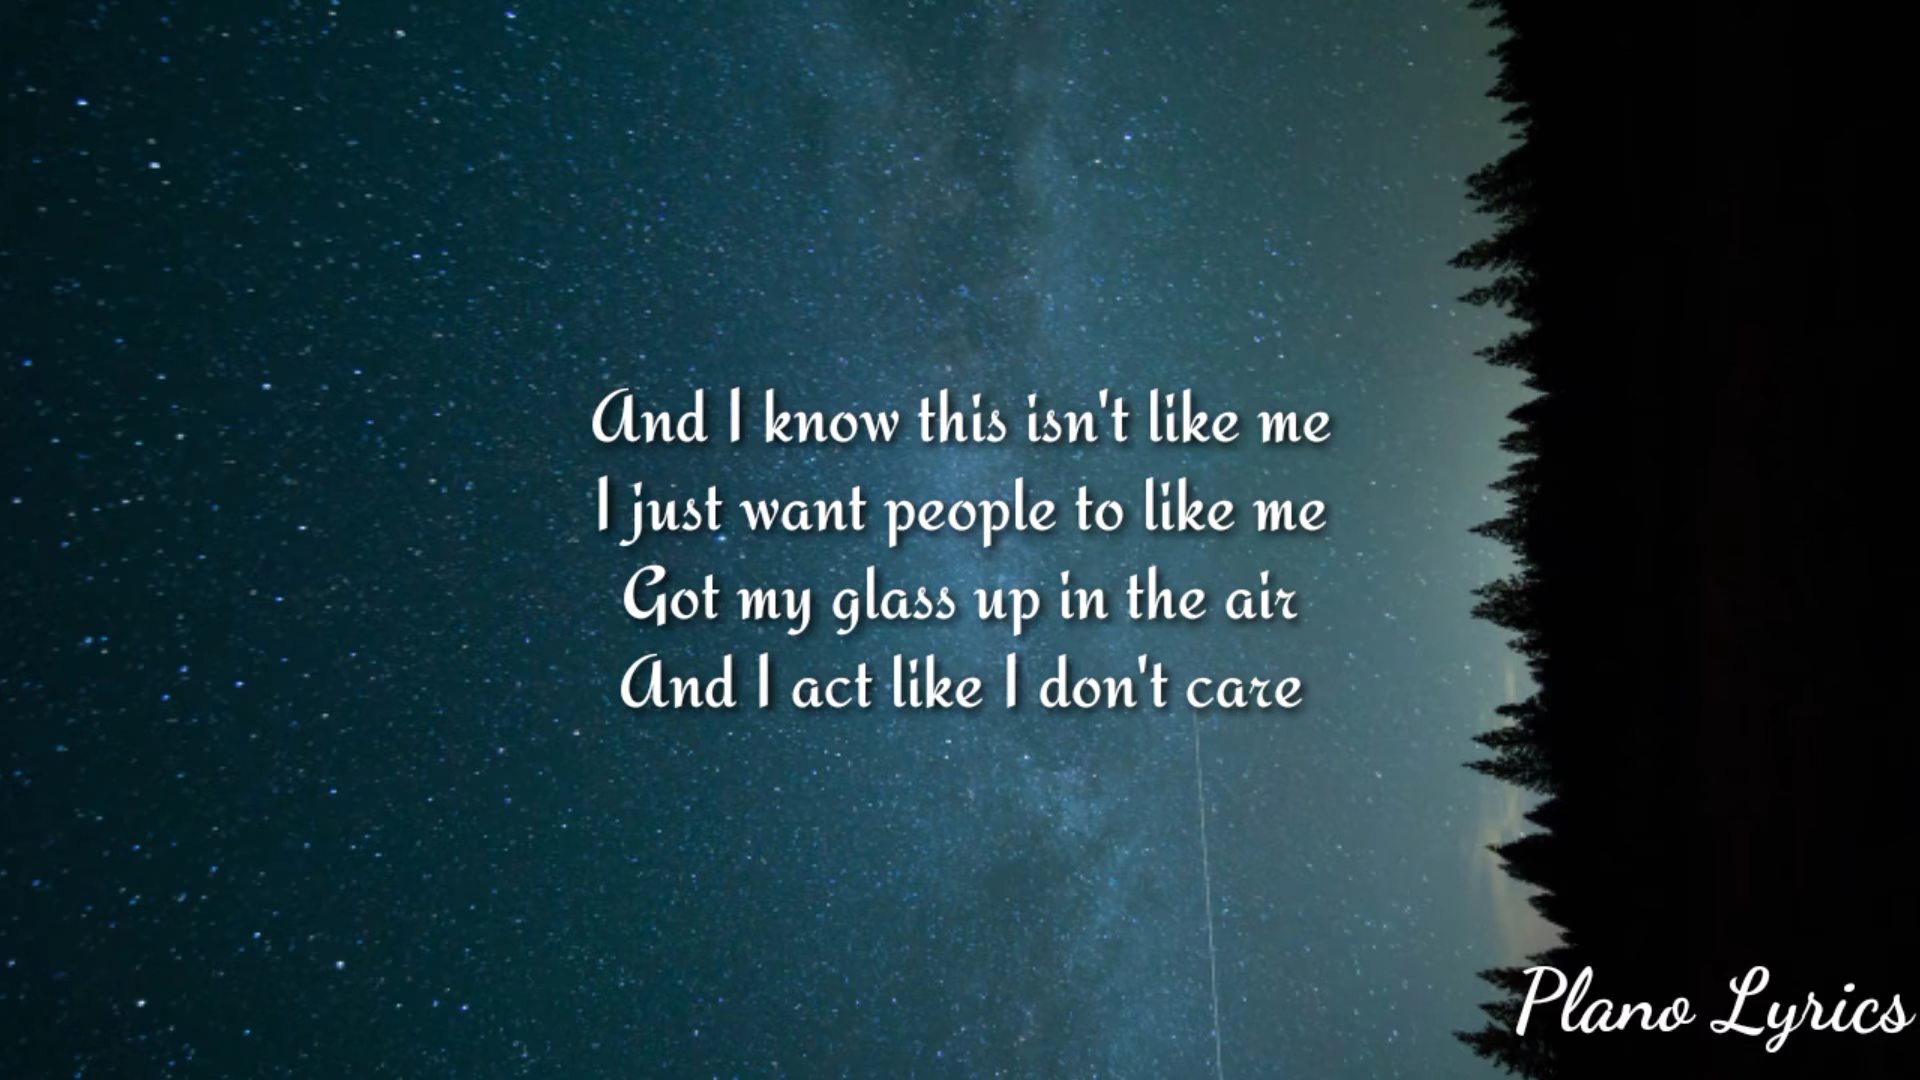 And I know this isn't like me
I just want people to like me
Got my glass up in the air
And I act like I don't care
Plano Lyrics